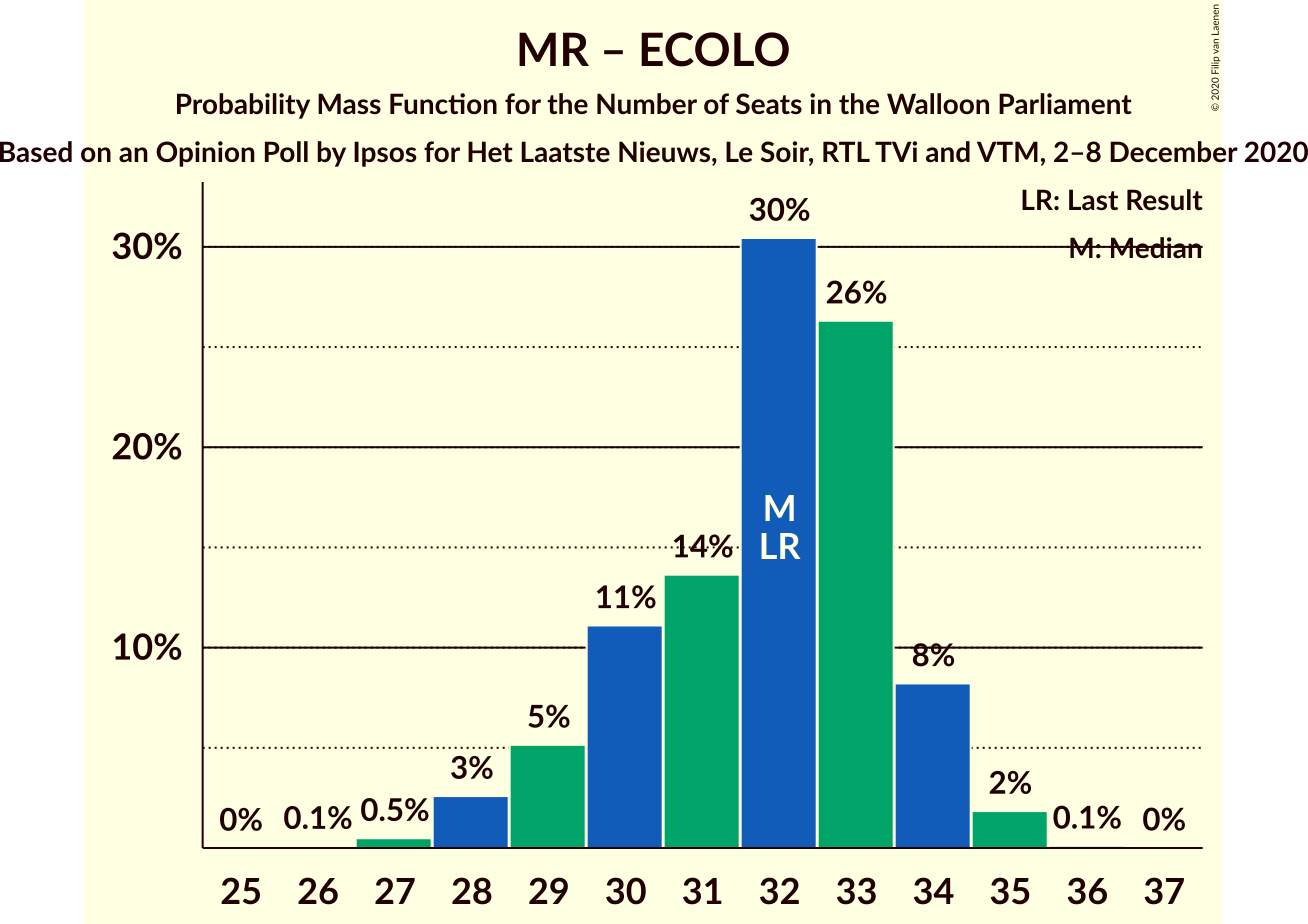 MR – ECOLO
Probability Mass Function for the Number of Seats in the Walloon Parliament
Based on an Opinion Poll by Ipsos for Het Laatste Nieuws, Le Soir, RTL TVi and VTM, 2–8 December 2020
© 2020 Filip van Laenen
LR: Last Result
M: Median
30%
20%
10%
0%
0.1%
0.5%
3%
5%
11%
14%
30%
26%
8%
2%
0.1%
0%
M
LR
25 26 27 28 29 30 31 32 33 34 35 36 37